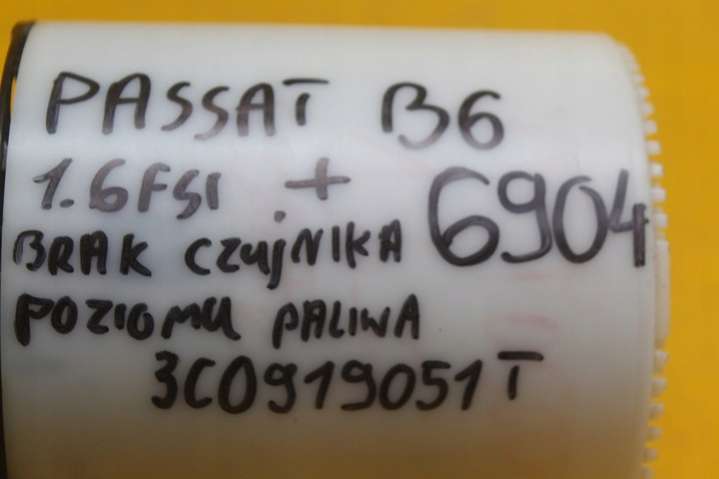 PASSAT B6
1.6FSI + 6904
BRAK CZUJNIKA
POZIOMU PALIWA
3C0919051T